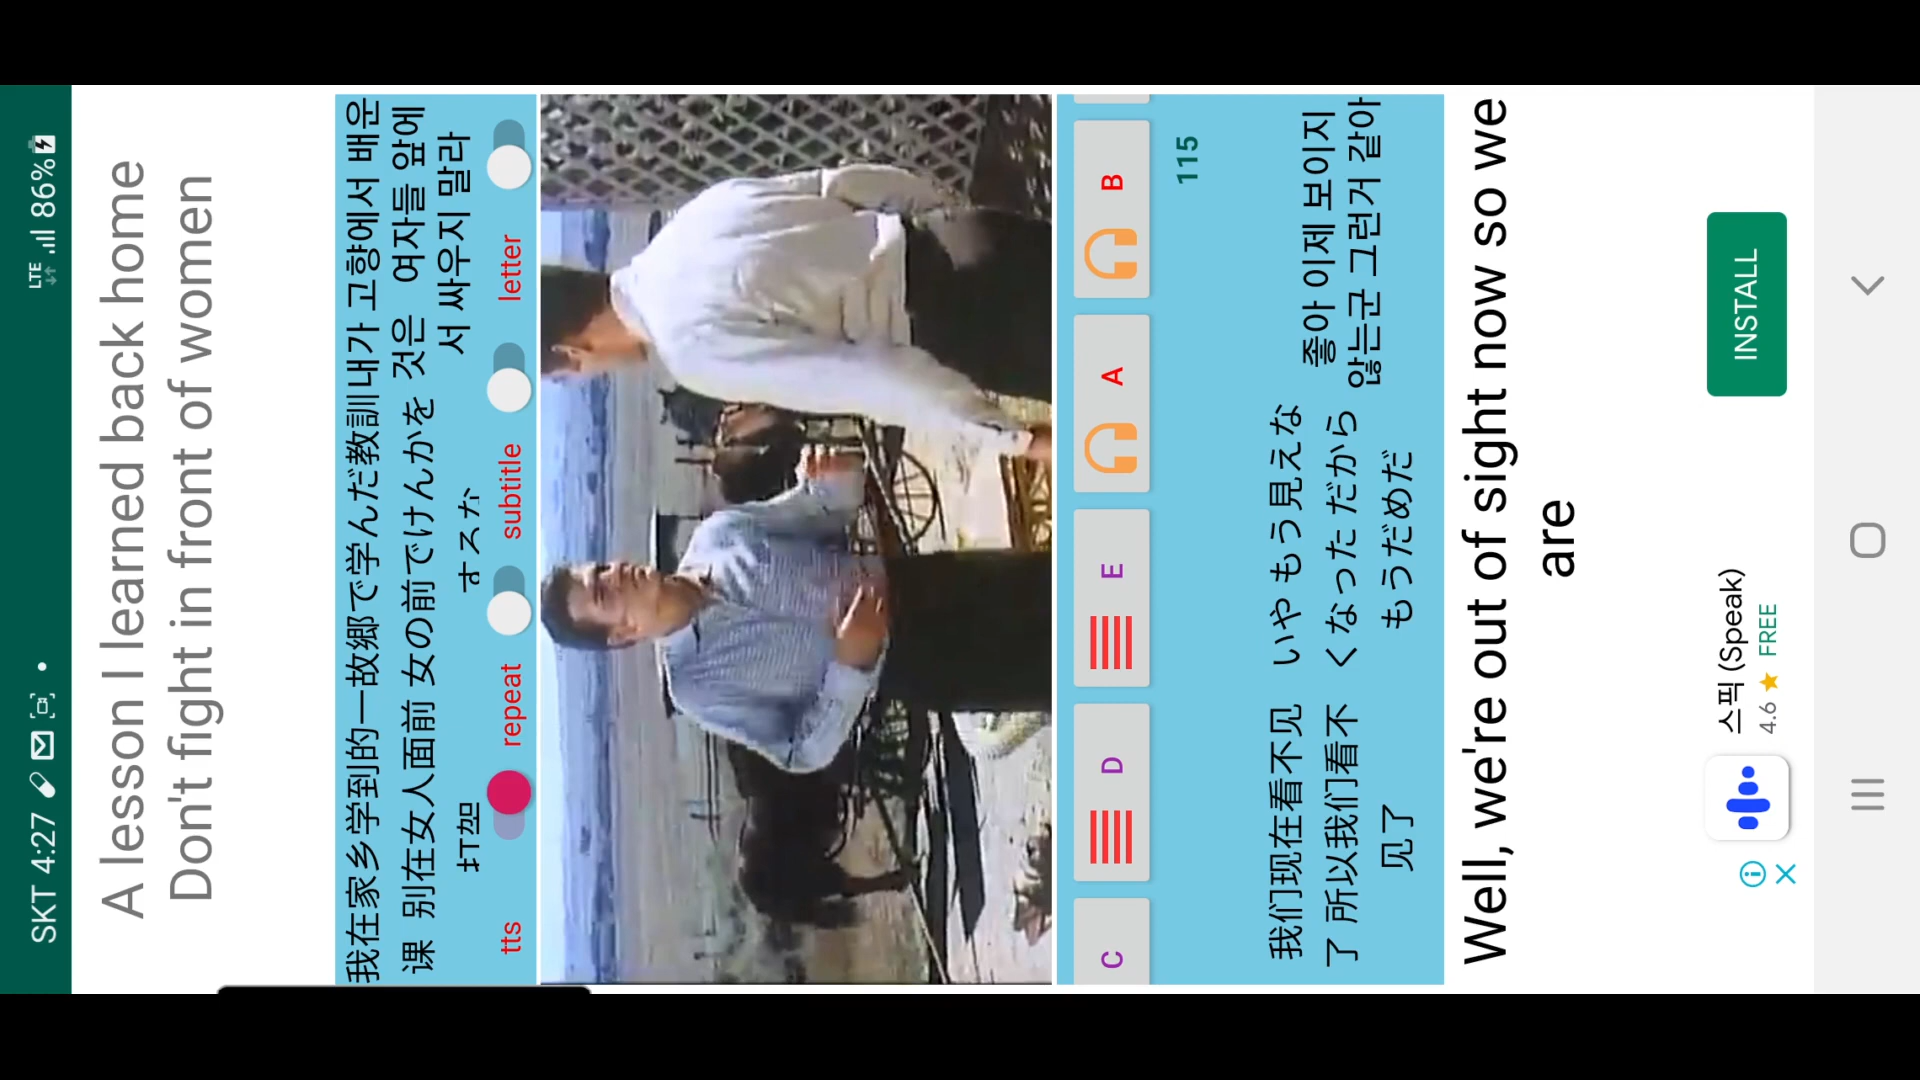 SKT 4:27
LTE 86%
A lesson I learned back home
Don't fight in front of women
我在家乡学到的一
课 别在女人面前
故郷で学んだ教訓
女の前でけんかを
내가 고향에서 배운
것은 여자들 앞에
서 싸우지 말라
tts
repeat
subtitle
letter
C
D
E
A
B
115
我们现在看不见
了 所以我们看不
见了
いや もう見えな
くなった だから
もうだめだ
좋아 이제 보이지
않는군 그런거 같아
Well, we're out of sight now so we
are
스픽 (Speak)
4.6 ★ FREE
INSTALL